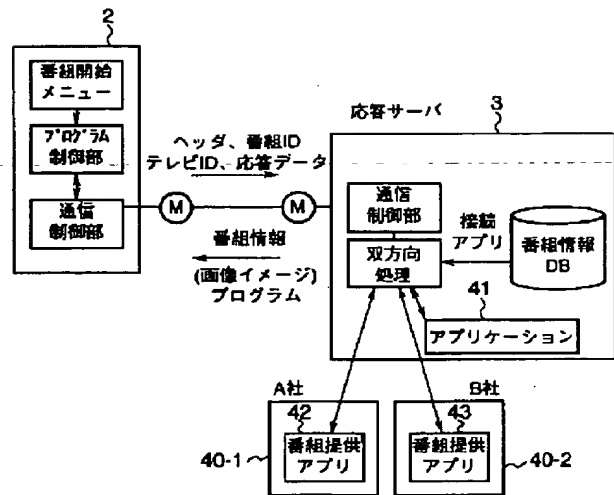 2
番組開始
メニュー
プログラム
制御部
通信
制御部
ヘッダ、番組ID
テレビID、応答データ
M
M
番組情報
(画像イメージ)
プログラム
応答サーバ
3
通信
制御部
双方向
処理
接続
アプリ
番組情報
DB
41
アプリケーション
A社
42
番組提供
アプリ
40-1
B社
43
番組提供
アプリ
40-2